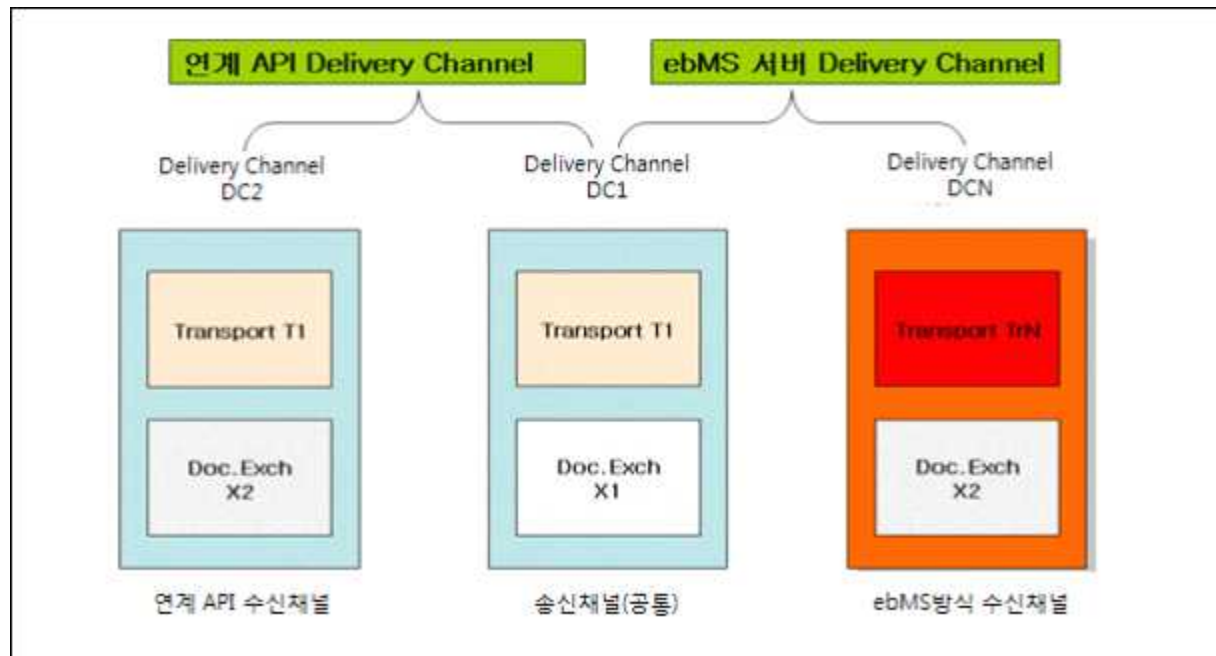 연계 API Delivery Channel
ebMS 서버 Delivery Channel
Delivery Channel
DC2
Delivery Channel
DC1
Delivery Channel
DCN
Transport T1
Transport T1
Transport TrN
Doc.Exch
X2
Doc.Exch
X1
Doc.Exch
X2
연계 API 수신채널
송신채널(공통)
ebMS방식 수신채널